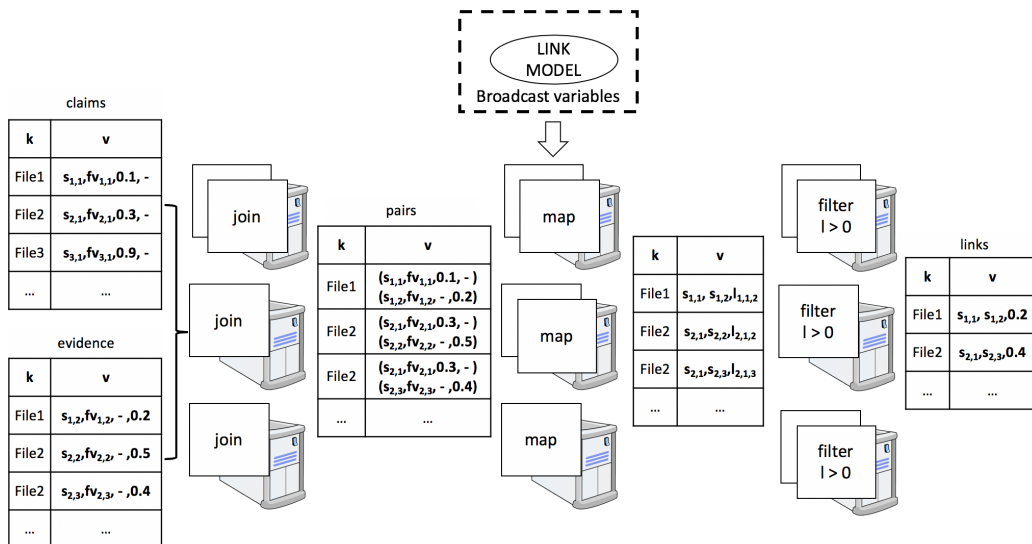 LINK
MODEL
Broadcast variables
claims
k v
File1 s1,1,fv1,1,0.1, -
File2 s2,1,fv2,1,0.3, -
File3 s3,1,fv3,1,0.9, -
... ...
evidence
k v
File1 s1,2,fv1,2, - ,0.2
File2 s2,2,fv2,2, - ,0.5
File2 s2,3,fv2,3, - ,0.4
... ...
join
join
join
pairs
k v
File1 (s1,1,fv1,1,0.1, - )
(s1,2,fv1,2, - ,0.2)
File2 (s2,1,fv2,1,0.3, - )
(s2,2,fv2,2, - ,0.5)
File2 (s2,1,fv2,1,0.3, - )
(s2,3,fv2,3, - ,0.4)
... ...
map
map
map
k v
File1 s1,1, s1,2,l1,1,2
File2 s2,1,s2,2,l2,1,2
File2 s2,1,s2,3,l2,1,3
... ...
filter
l > 0
filter
l > 0
filter
l > 0
links
k v
File1 s1,1, s1,2,0.2
File2 s2,1,s2,3,0.4
... ...